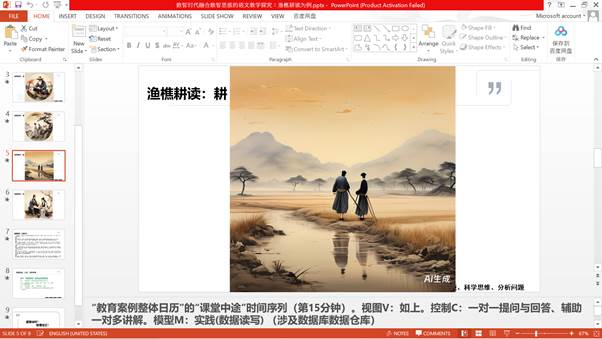 数智时代融合数智思维的语文教学探究:渔樵耕读为例.pptx - PowerPoint (Product Activation Failed)
FILE HOME INSERT DESIGN TRANSITIONS ANIMATIONS SLIDE SHOW REVIEW VIEW 百度网盘
Microsoft account
Cut
Copy
Format Painter
Paste
Clipboard
New Slide
Layout
Reset
Section
Slides
Font
Text Direction
Align Text
Convert to SmartArt
Paragraph
Arrange
Quick Styles
Shape Fill
Shape Outline
Shape Effects
Drawing
Find
Replace
Select
Editing
保存到
百度网盘
保存
3
4
5
6
7
8
9
渔樵耕读:耕
AI生成
、科学思维、分析问题
“教育案例整体日历”的“课堂中途”时间序列(第15分钟)。视图V:如上。控制C:一对一提问与回答、辅助
一对多讲解。模型M:实践(数据读写)(涉及数据库数据仓库)
SLIDE 5 OF 9 ENGLISH (UNITED STATES) NOTES COMMENTS 67%